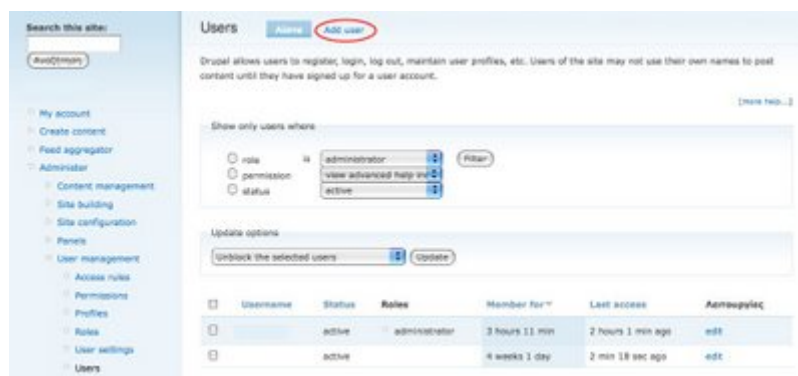 Search this site:
Αναζήτηση
My account
Create content
Feed aggregator
Administer
Content management
Site building
Site configuration
Panels
User management
Access rules
Permissions
Profiles
Roles
User settings
Users
Users Add user
Drupal allows users to register, login, log out, maintain user profiles, etc. Users of the site may not use their own names to post
content until they have signed up for a user account.
[more help...]
Show only users where
role is administrator Filter
permission view advanced help
status active
Update options
Unblock the selected users Update
Username Status Roles Member for Last access Λειτουργίες
active administrator 3 hours 11 min 2 hours 1 min ago edit
active 4 weeks 1 day 2 min 18 sec ago edit